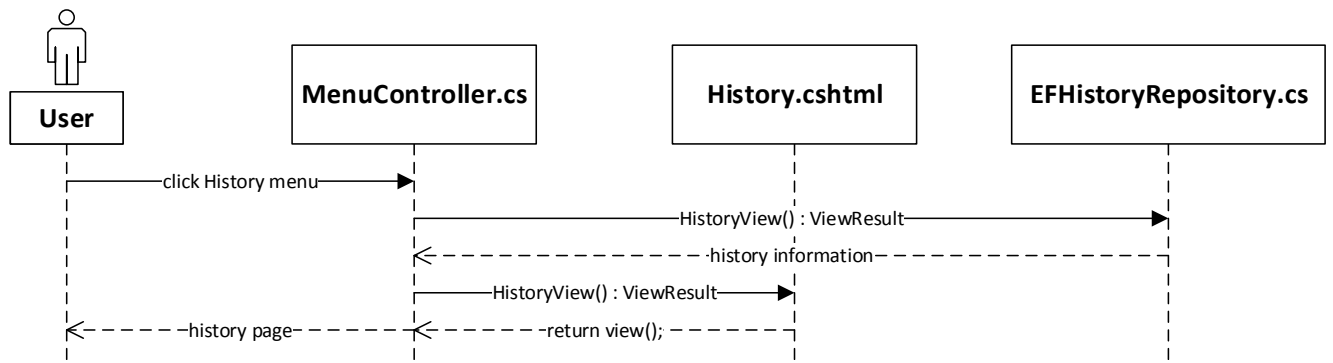 User
MenuController.cs
History.cshtml
EFHistoryRepository.cs
click History menu
HistoryView() : ViewResult
history information
HistoryView() : ViewResult
history page
return view();